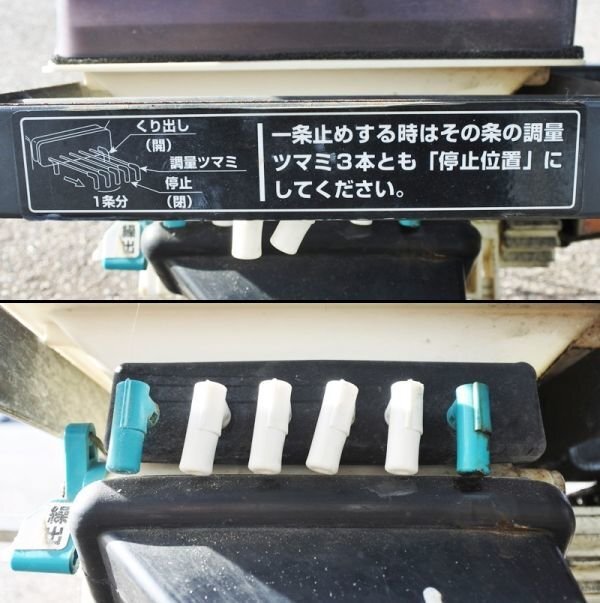 くり出し
(開)
調量ツマミ
停止
(閉)
1条分
一条止めする時はその条の調量
ツマミ3本とも「停止位置」に
してください。
繰出
繰出